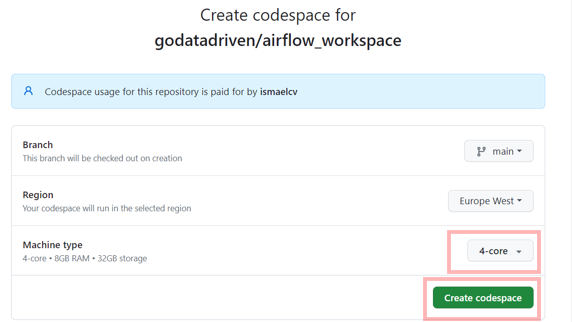 Create codespace for
godatadriven/airflow_workspace
Codespace usage for this repository is paid for by ismaelcv
Branch
This branch will be checked out on creation
main
Region
Your codespace will run in the selected region
Europe West
Machine type
4-core • 8GB RAM • 32GB storage
4-core
Create codespace